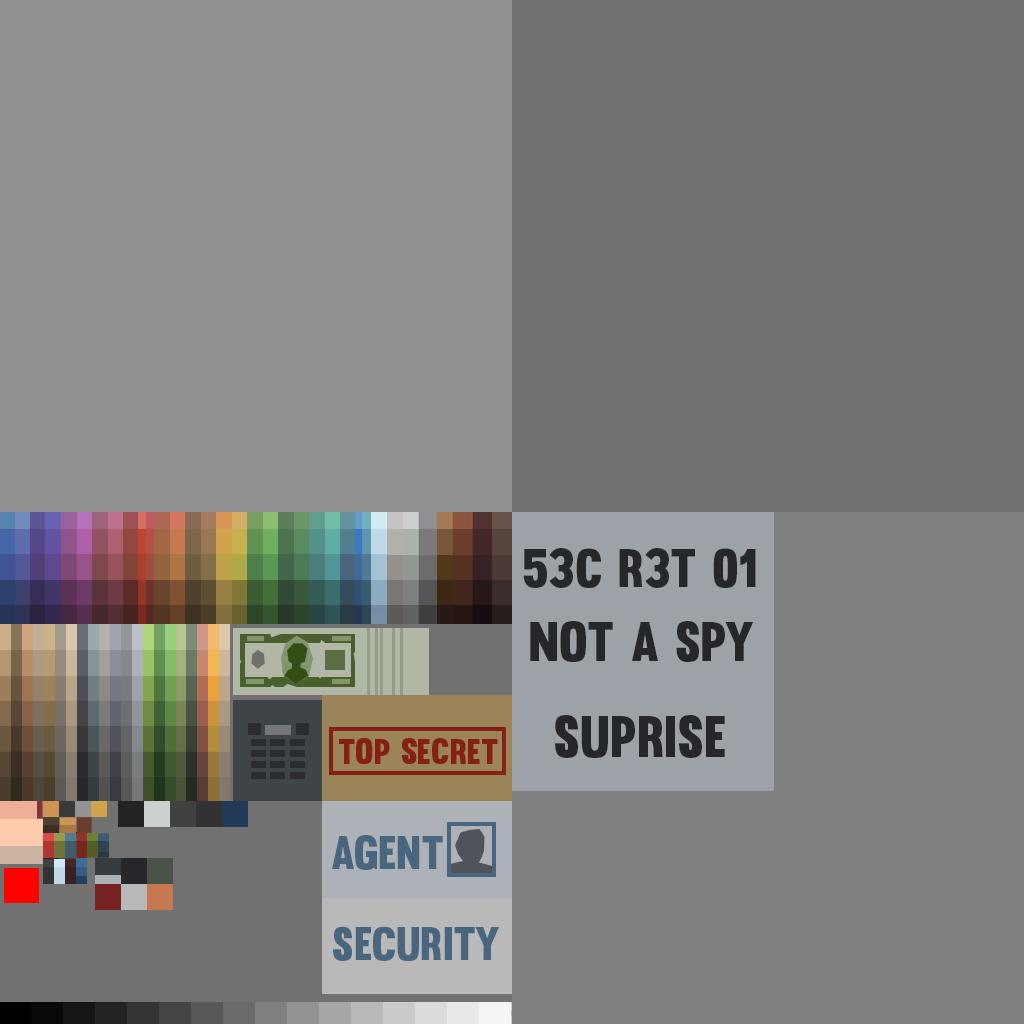 53C R3T 01
NOT A SPY
SUPRISE
TOP SECRET
AGENT
SECURITY